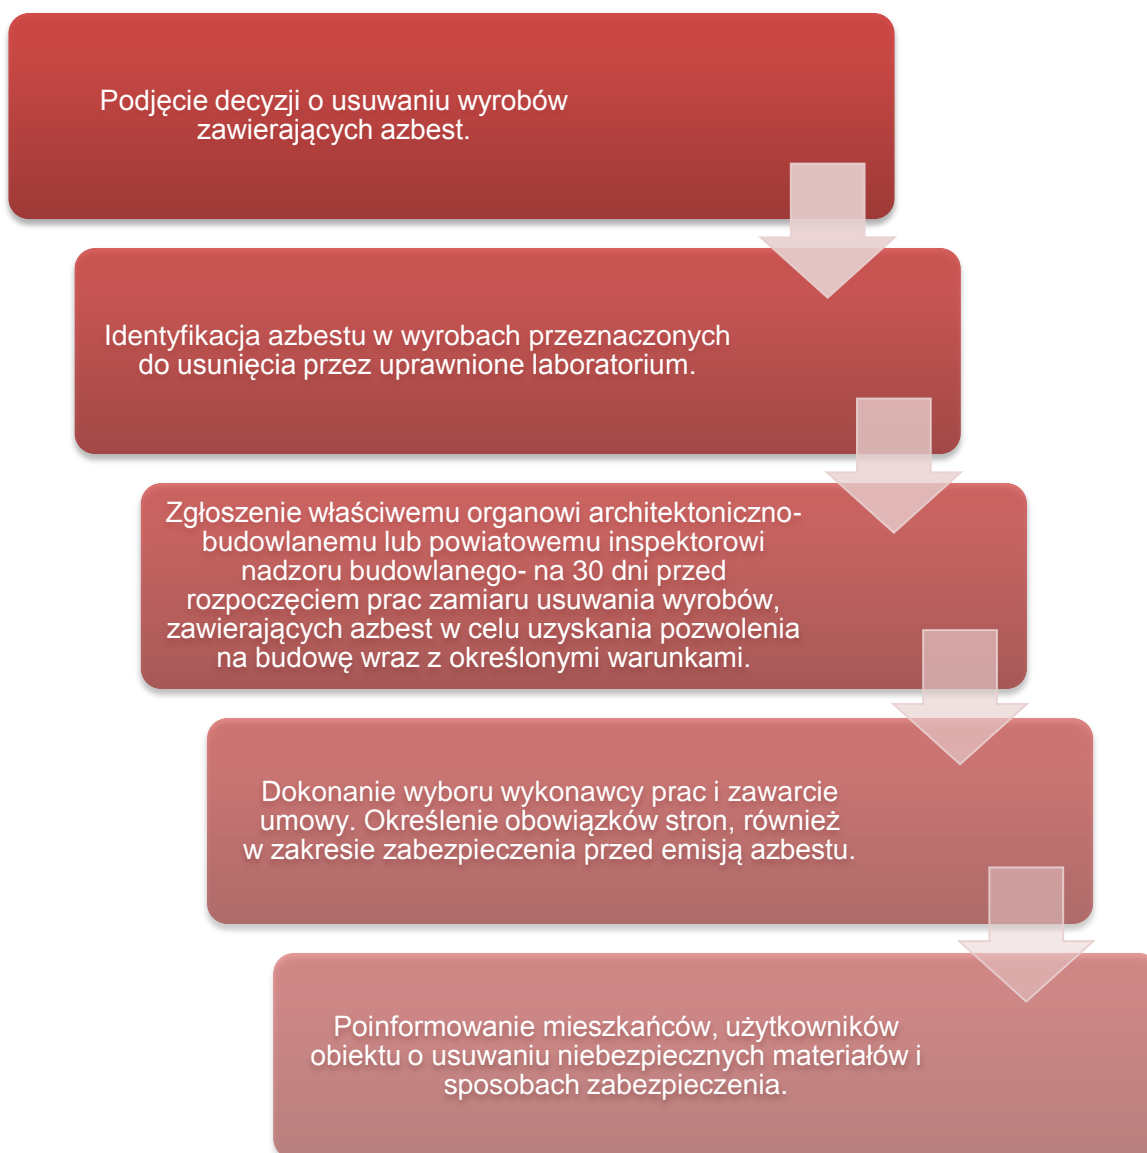 Podjęcie decyzji o usuwaniu wyrobów
zawierających azbest.
Identyfikacja azbestu w wyrobach przeznaczonych
do usunięcia przez uprawnione laboratorium.
Zgłoszenie właściwemu organowi architektoniczno-
budowlanemu lub powiatowemu inspektorowi
nadzoru budowlanego- na 30 dni przed
rozpoczęciem prac zamiaru usuwania wyrobów,
zawierających azbest w celu uzyskania pozwolenia
na budowę wraz z określonymi warunkami.
Dokonanie wyboru wykonawcy prac i zawarcie
umowy. Określenie obowiązków stron, również
w zakresie zabezpieczenia przed emisją azbestu.
Poinformowanie mieszkańców, użytkowników
obiektu o usuwaniu niebezpiecznych materiałów i
sposobach zabezpieczenia.